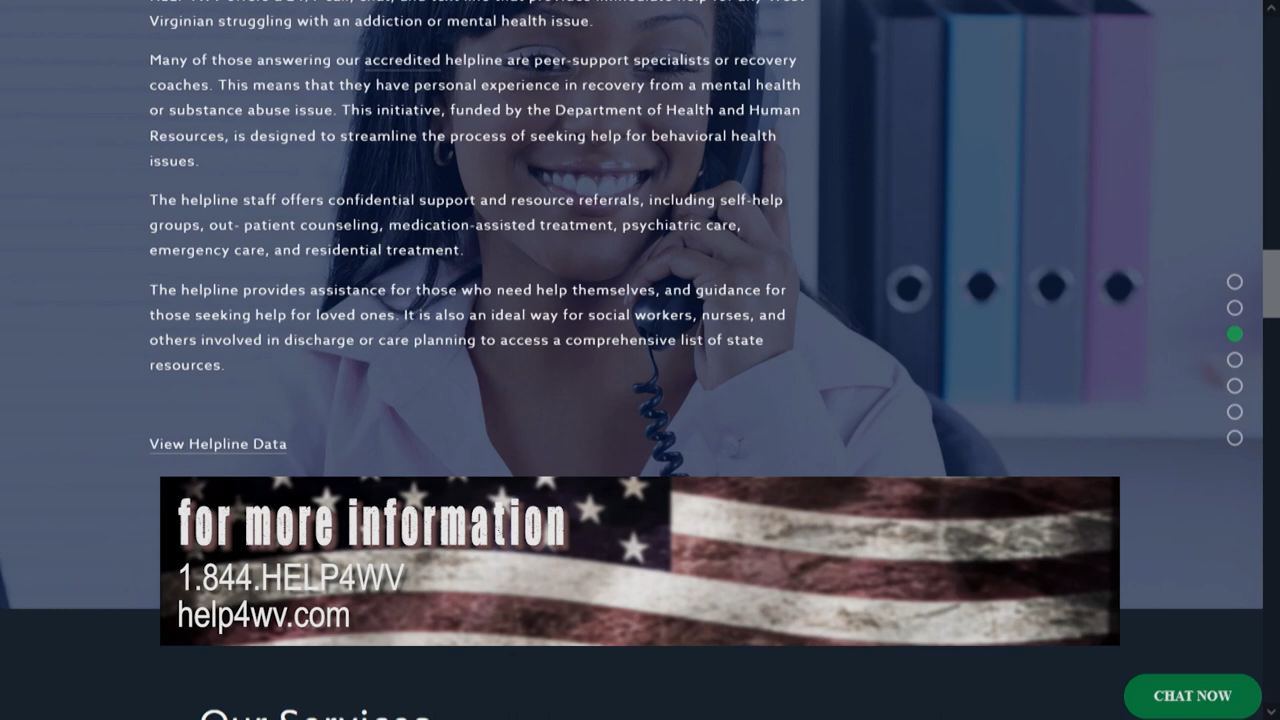 Virginian struggling with an addiction or mental health issue.
Many of those answering our accredited helpline are peer-support specialists or recovery
coaches. This means that they have personal experience in recovery from a mental health
or substance abuse issue. This initiative, funded by the Department of Health and Human
Resources, is designed to streamline the process of seeking help for behavioral health
issues.
The helpline staff offers confidential support and resource referrals, including self-help
groups, out- patient counseling, medication-assisted treatment, psychiatric care,
emergency care, and residential treatment.
The helpline provides assistance for those who need help themselves, and guidance for
those seeking help for loved ones. It is also an ideal way for social workers, nurses, and
others involved in discharge or care planning to access a comprehensive list of state
resources.
View Helpline Data
for more information
1.844.HELP4WV
help4wv.com
Our Services
CHAT NOW